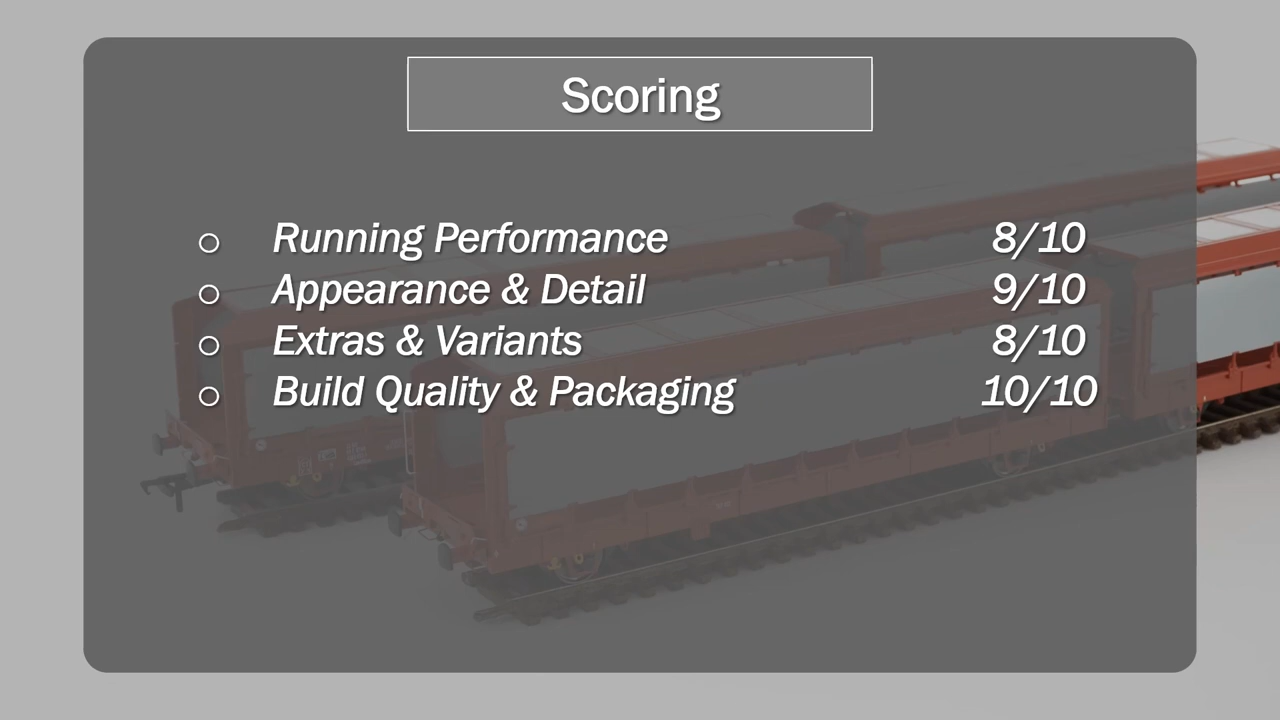 Scoring
Running Performance 8/10
Appearance & Detail 9/10
Extras & Variants 8/10
Build Quality & Packaging 10/10